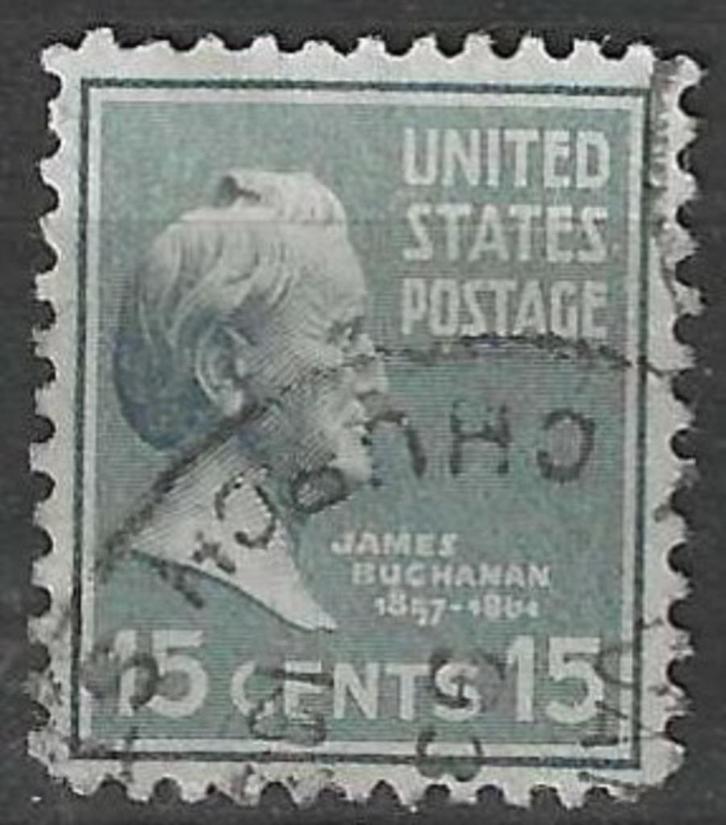 UNITED
STATES
POSTAGE
JAMES
BUCHANAN
1857-1861
15 CENTS 15